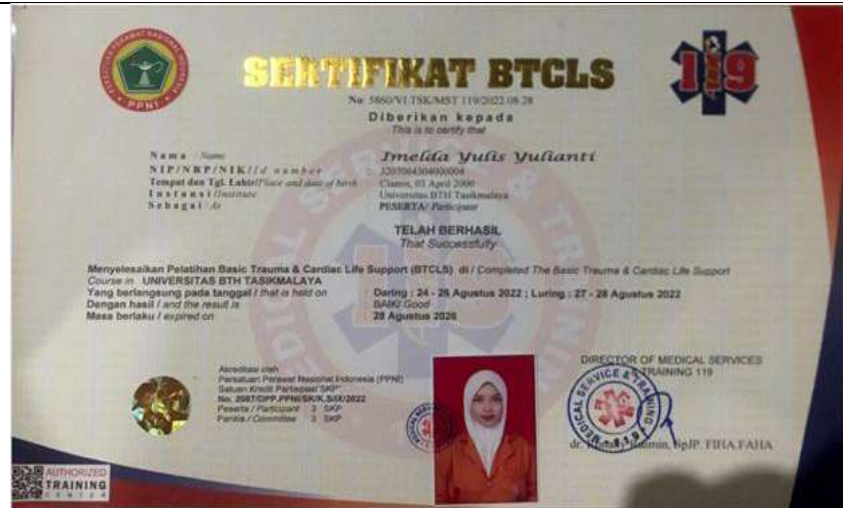 PPNI
SERTIFIKAT BTCLS
119
No. 5860/VI.TSK/MST 119/2022.08.28
Diberikan kepada
This is to certify that
Nama / Name : Imelda Yulis Yulianti
NIP/NRP/NIK/Id number : 3207064304000004
Tempat dan Tgl. Lahir/Place and date of birth : Ciamis, 03 April 2000
Instansi/Institute : Universitas BTH Tasikmalaya
Sebagai/As : PESERTA/Participant
TELAH BERHASIL
That Successfully
Menyelesaikan Pelatihan Basic Trauma & Cardiac Life Support (BTCLS) di / Completed The Basic Trauma & Cardiac Life Support
Course in UNIVERSITAS BTH TASIKMALAYA
Yang berlangsung pada tanggal / that is held on : Daring : 24 - 26 Agustus 2022 ; Luring : 27 - 28 Agustus 2022
Dengan hasil / and the result is : BAIK/ Good
Masa berlaku / expired on : 28 Agustus 2026
Akreditasi oleh
Persatuan Perawat Nasional Indonesia (PPNI)
Satuan Kredit Partisipasi "SKP"
No. 2087/DPP.PPNI/SK/K.S/IX/2022
Peserta / Participant 3 SKP
Panitia / Committee 3 SKP
DIRECTOR OF MEDICAL SERVICES
& TRAINING 119
dr. SpJP. FIHA,FAHA
AUTHORIZED
TRAINING
CENTER